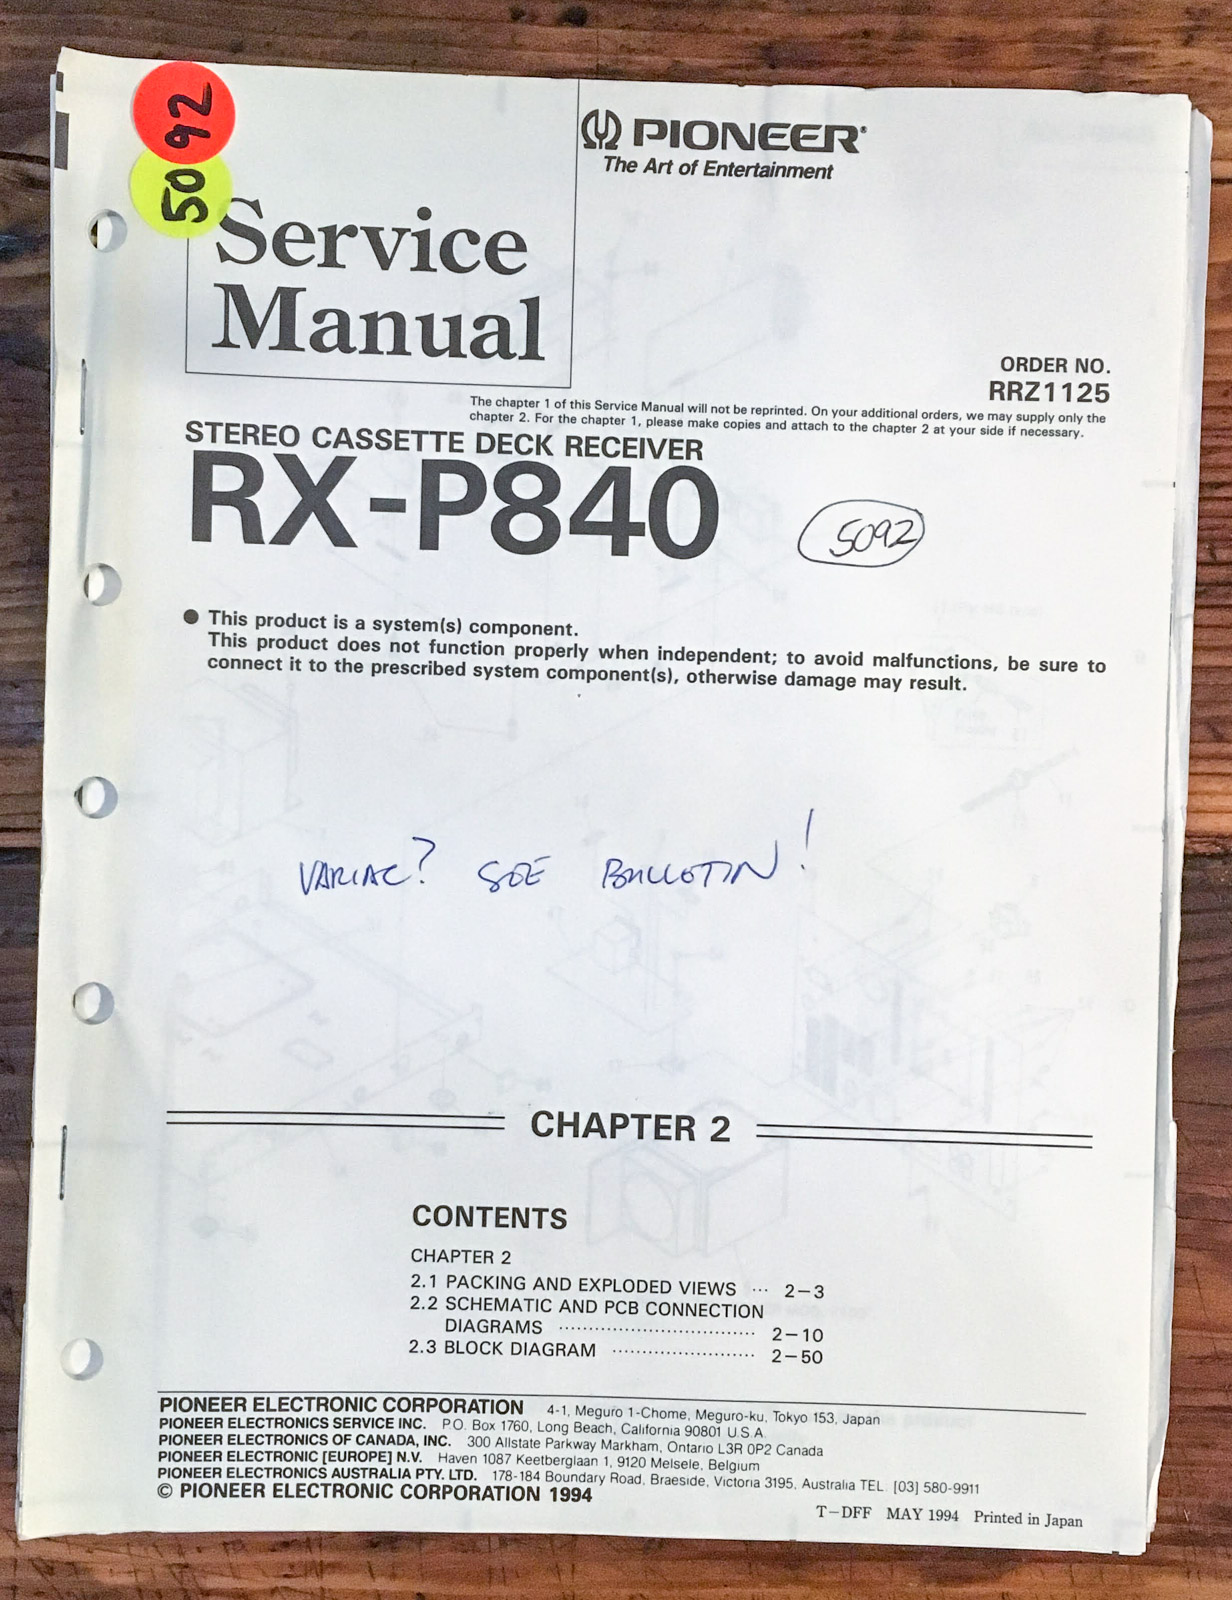 5092
PIONEER®
The Art of Entertainment
Service
Manual
ORDER NO.
RRZ1125
The chapter 1 of this Service Manual will not be reprinted. On your additional orders, we may supply only the
chapter 2. For the chapter 1, please make copies and attach to the chapter 2 at your side if necessary.
STEREO CASSETTE DECK RECEIVER
RX-P840
5092
● This product is a system(s) component.
This product does not function properly when independent; to avoid malfunctions, be sure to
connect it to the prescribed system component(s), otherwise damage may result.
VARIAC? SEE BULLETIN!
CHAPTER 2
CONTENTS
CHAPTER 2
2.1 PACKING AND EXPLODED VIEWS ··· 2-3
2.2 SCHEMATIC AND PCB CONNECTION
DIAGRAMS ································ 2-10
2.3 BLOCK DIAGRAM ······················· 2-50
PIONEER ELECTRONIC CORPORATION 4-1, Meguro 1-Chome, Meguro-ku, Tokyo 153, Japan
PIONEER ELECTRONICS SERVICE INC. P.O. Box 1760, Long Beach, California 90801 U.S.A.
PIONEER ELECTRONICS OF CANADA, INC. 300 Allstate Parkway Markham, Ontario L3R 0P2 Canada
PIONEER ELECTRONIC [EUROPE] N.V. Haven 1087 Keetberglaan 1, 9120 Melsele, Belgium
PIONEER ELECTRONICS AUSTRALIA PTY. LTD. 178-184 Boundary Road, Braeside, Victoria 3195, Australia TEL. [03] 580-9911
© PIONEER ELECTRONIC CORPORATION 1994
T-DFF MAY 1994 Printed in Japan